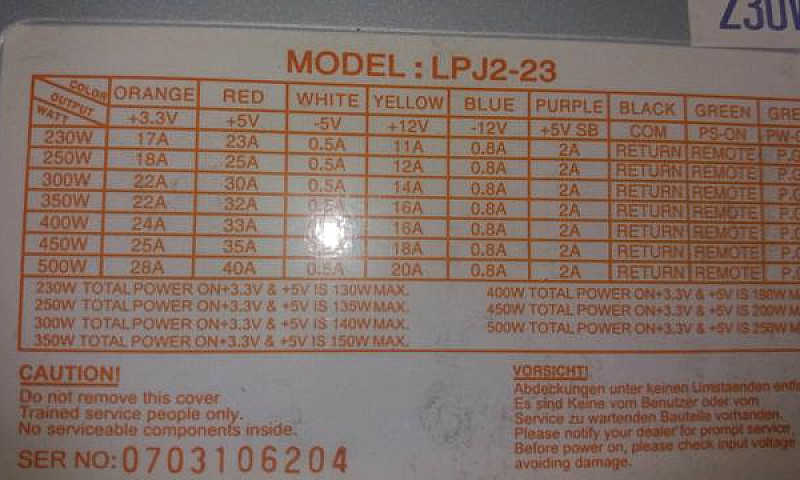 230W
MODEL : LPJ2-23
COLOR ORANGE RED WHITE YELLOW BLUE PURPLE BLACK GREEN
OUTPUT WATT +3.3V +5V -5V +12V -12V +5V SB COM PS-ON
230W 17A 23A 0.5A 11A 0.8A 2A RETURN REMOTE
250W 18A 25A 0.5A 12A 0.8A 2A RETURN REMOTE
300W 22A 30A 0.5A 14A 0.8A 2A RETURN REMOTE
350W 22A 32A 0.5A 16A 0.8A 2A RETURN REMOTE
400W 24A 33A 16A 0.8A 2A RETURN REMOTE
450W 25A 35A 18A 0.8A 2A RETURN REMOTE
500W 28A 40A 0.5A 20A 0.8A 2A RETURN REMOTE
230W TOTAL POWER ON+3.3V & +5V IS 130W MAX.
250W TOTAL POWER ON+3.3V & +5V IS 135W MAX.
300W TOTAL POWER ON+3.3V & +5V IS 140W MAX.
350W TOTAL POWER ON+3.3V & +5V IS 150W MAX.
400W TOTAL POWER ON+3.3V & +5V IS 180W
450W TOTAL POWER ON+3.3V & +5V IS 200W
500W TOTAL POWER ON+3.3V & +5V IS 250W
CAUTION!
Do not remove this cover
Trained service people only.
No serviceable components inside.
SER NO: 0703106204
VORSICHT!
Abdeckungen unter keinen Umstaenden
Es sind Keine vom Benutzer oder vom
Service zu wartenden Bauteile vorhanden.
Please notify your dealer for prompt service
Before power on, please check input voltage
avoiding damage.